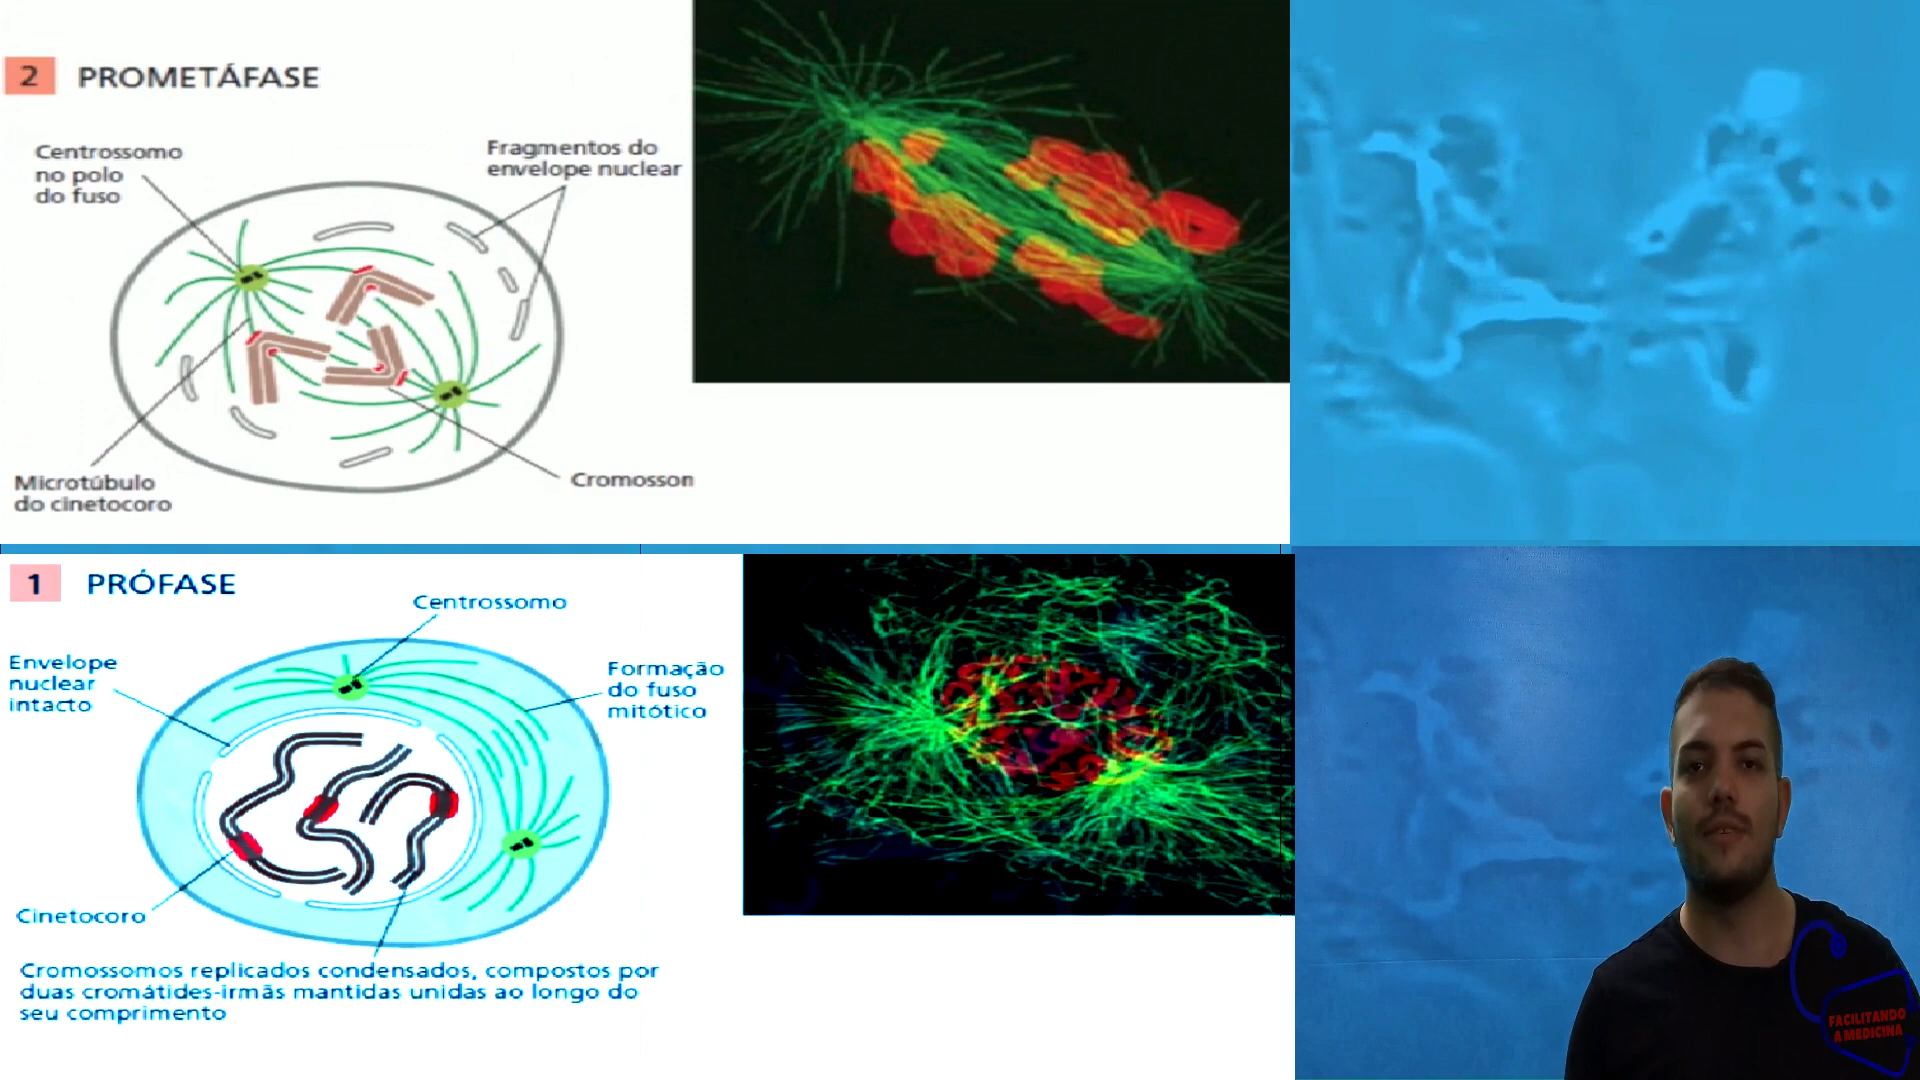 2 PROMETÁFASE
Centrossomo
no polo
do fuso
Fragmentos do
envelope nuclear
Microtúbulo
do cinetocoro
Cromosson
1 PRÓFASE
Centrossomo
Envelope
nuclear
intacto
Formação
do fuso
mitótico
Cinetocoro
Cromossomos replicados condensados, compostos por
duas cromátides-irmãs mantidas unidas ao longo do
seu comprimento
FACILITANDO
A MEDICINA